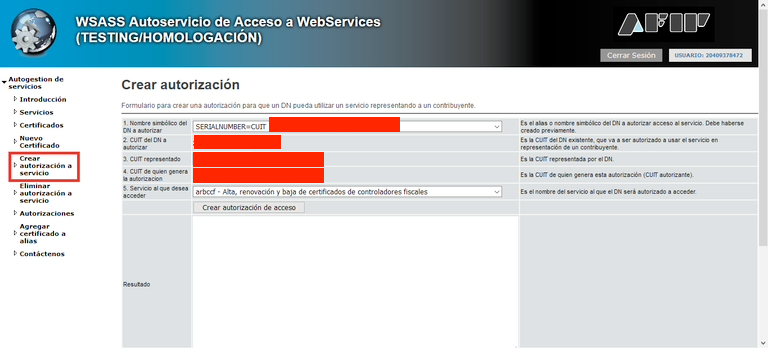 WSASS Autoservicio de Acceso a WebServices
(TESTING/HOMOLOGACIÓN)
AFIP
Cerrar Sesión
USUARIO: 20409378472
Autogestion de
servicios
Introducción
Servicios
Certificados
Nuevo
Certificado
Crear
autorización a
servicio
Eliminar
autorización a
servicio
Autorizaciones
Agregar
certificado a
alias
Contáctenos
Crear autorización
Formulario para crear una autorización para que un DN pueda utilizar un servicio representando a un contribuyente.
1. Nombre simbólico del
DN a autorizar
SERIALNUMBER=CUIT
Es el alias o nombre simbólico del DN a autorizar acceso al servicio. Debe haberse
creado previamente.
2. CUIT del DN a
autorizar
Es la CUIT del DN existente, que va a ser autorizado a usar el servicio en
representación de un contribuyente.
3. CUIT representado
Es la CUIT representada por el DN.
4. CUIT de quien genera
la autorizacion
Es la CUIT de quien genera esta autorización (CUIT autorizante).
5. Servicio al que desea
acceder
arbccf - Alta, renovación y baja de certificados de controladores fiscales
Es el nombre del servicio al que el DN será autorizado a acceder.
Crear autorización de acceso
Resultado